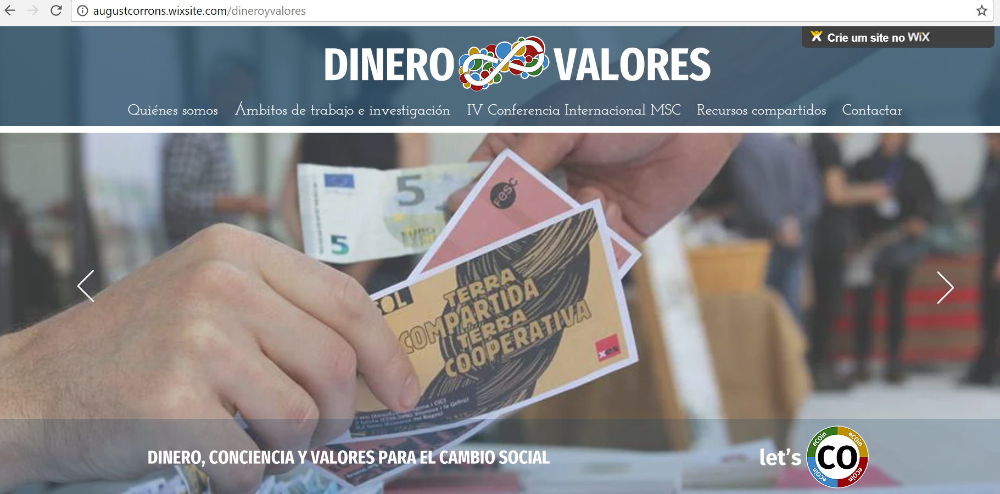 augustcorrons.wixsite.com/dineroyvalores
Crie um site no WiX
DINERO VALORES
Quiénes somos Ámbitos de trabajo e investigación IV Conferencia Internacional MSC Recursos compartidos Contactar
5
EURO
5
Fesc
SOL
TERRA
COMPARTIDA
TERRA
COOPERATIVA
xes
DINERO, CONCIENCIA Y VALORES PARA EL CAMBIO SOCIAL
let's CO
ecoin ecoin ecoin ecoin